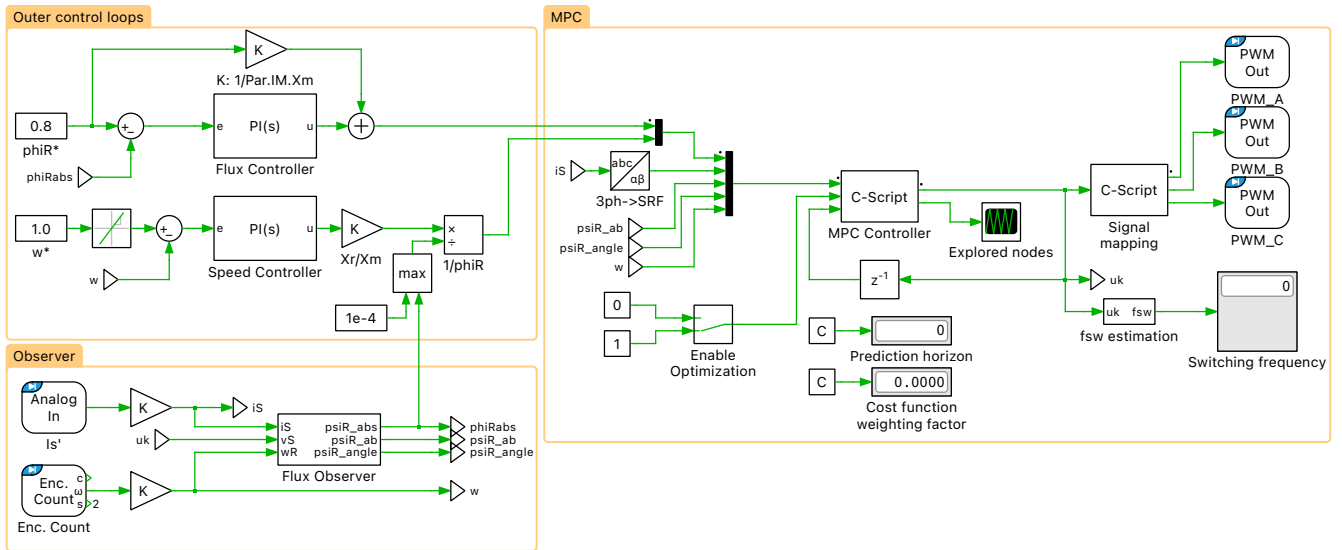 Outer control loops
K
K: 1/Par.IM.Xm
0.8
phiR*
+
−
phiRabs
e
PI(s)
u
Flux Controller
+
1.0
w*
+
−
w
e
PI(s)
u
Speed Controller
K
Xr/Xm
×
÷
1/phiR
max
1e-4
Observer
Analog
In
Is'
K
iS
uk
iS
vS
wR
psiR_abs
psiR_ab
psiR_angle
Flux Observer
phiRabs
psiR_ab
psiR_angle
Enc.
Count
c
ω
s
2
Enc. Count
K
w
MPC
iS
abc
αβ
3ph->SRF
psiR_ab
psiR_angle
w
0
1
Enable
Optimization
C-Script
MPC Controller
Explored nodes
z-1
C
0
Prediction horizon
C
0.0000
Cost function
weighting factor
C-Script
Signal
mapping
uk
uk
fsw
fsw estimation
0
Switching frequency
PWM
Out
PWM_A
PWM
Out
PWM_B
PWM
Out
PWM_C